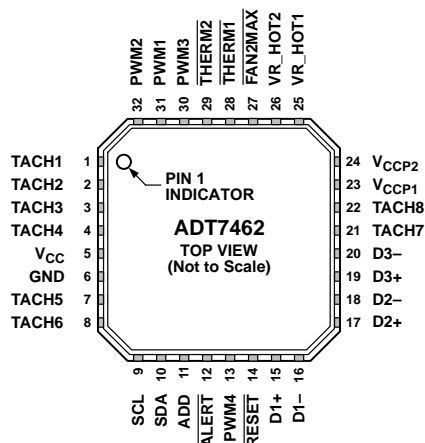 PWM2
PWM1
PWM3
THERM2
THERM1
FAN2MAX
VR_HOT2
VR_HOT1
32
31
30
29
28
27
26
25
TACH1 1
TACH2 2
TACH3 3
TACH4 4
VCC 5
GND 6
TACH5 7
TACH6 8
PIN 1
INDICATOR
ADT7462
TOP VIEW
(Not to Scale)
24 VCCP2
23 VCCP1
22 TACH8
21 TACH7
20 D3–
19 D3+
18 D2–
17 D2+
9
10
11
12
13
14
15
16
SCL
SDA
ADD
ALERT
PWM4
RESET
D1+
D1–